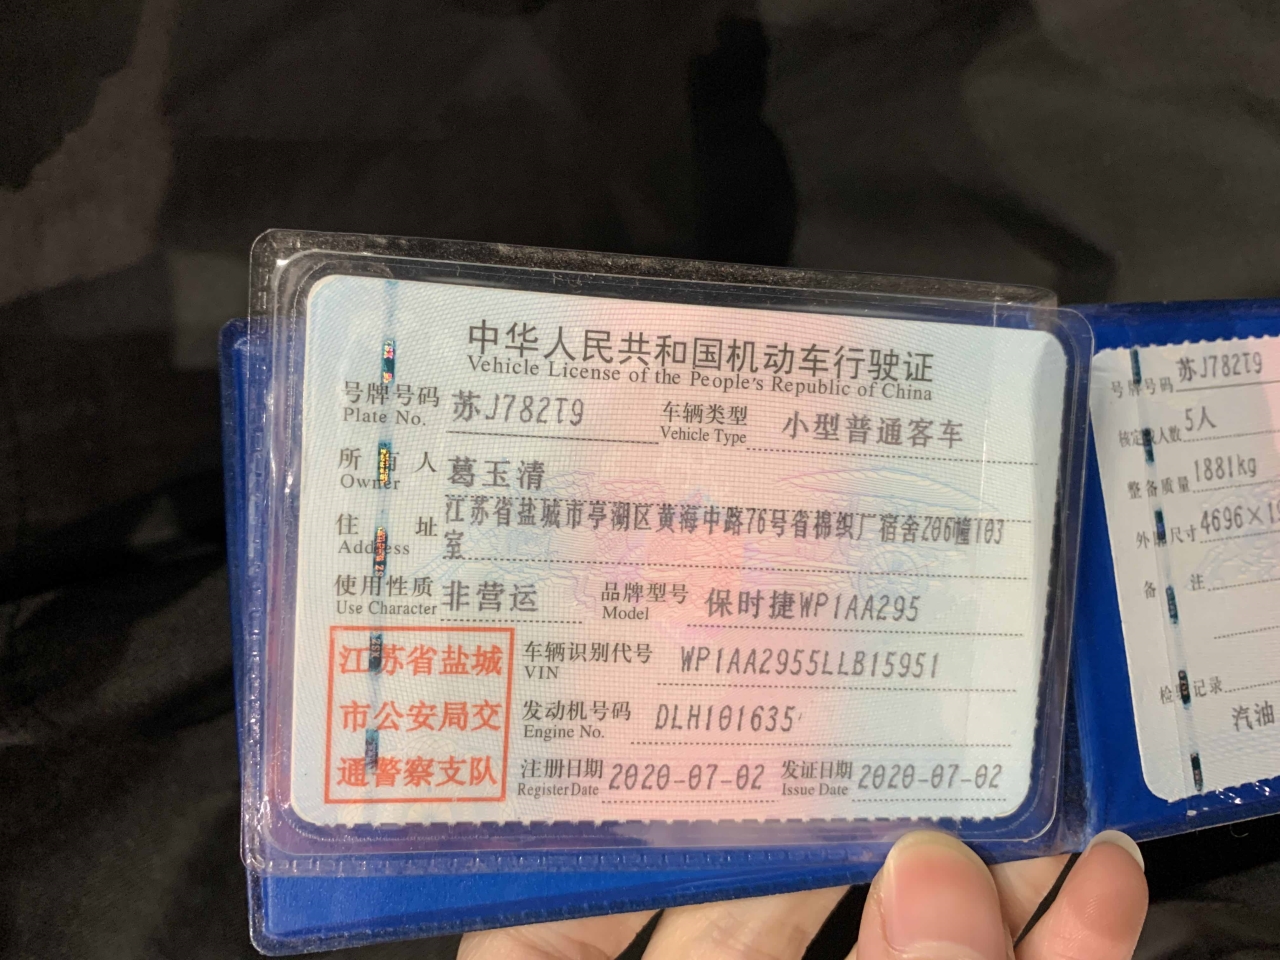 中华人民共和国机动车行驶证
Vehicle License of the People's Republic of China
号牌号码 苏J782T9 车辆类型 小型普通客车
Plate No. Vehicle Type
所有人 葛玉清
Owner
住址 江苏省盐城市亭湖区黄海中路76号省棉织厂宿舍206幢103
Address 室
使用性质 非营运 品牌型号 保时捷WP1AA295
Use Character Model
车辆识别代号 WP1AA2955LLB15951
VIN
发动机号码 DLH101635
Engine No.
注册日期 2020-07-02 发证日期 2020-07-02
Register Date Issue Date
江苏省盐城
市公安局交
通警察支队
号牌号码 苏J782T9
核定载人数 5人
整备质量 1881kg
外廓尺寸 4696×
备注
检验记录
汽油